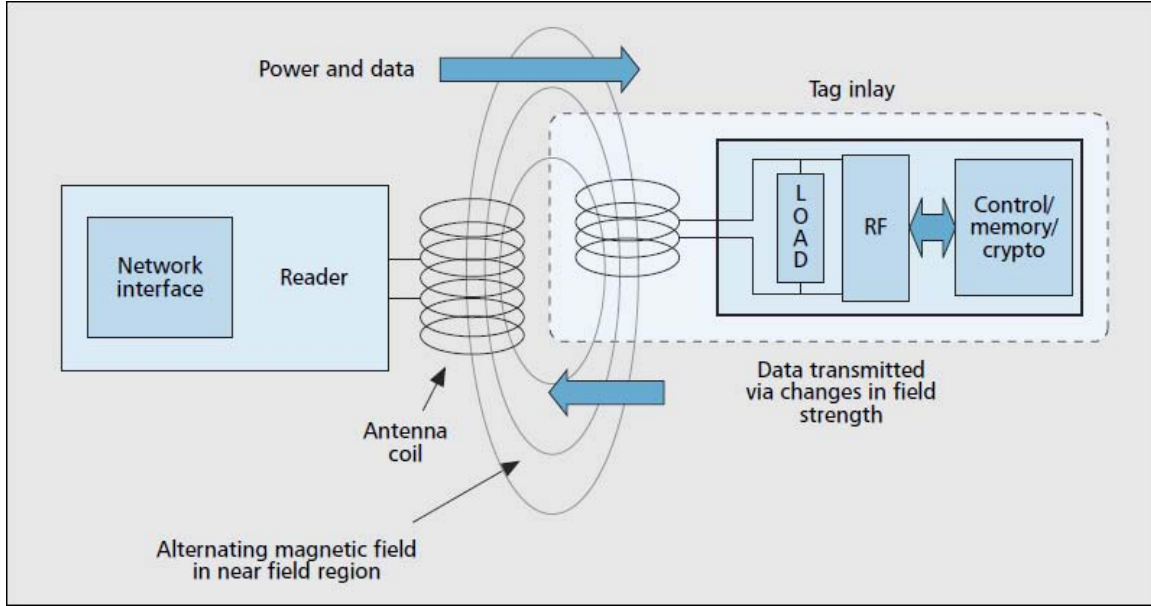 Power and data
Tag inlay
Network
interface
Reader
L
O
A
D
RF
Control/
memory/
crypto
Data transmitted
via changes in field
strength
Antenna
coil
Alternating magnetic field
in near field region